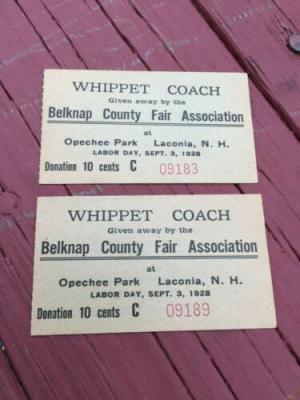 WHIPPET COACH
Given away by the
Belknap County Fair Association
at
Opechee Park Laconia, N. H.
LABOR DAY, SEPT. 3, 1928
Donation 10 cents C 09183
WHIPPET COACH
Given away by the
Belknap County Fair Association
at
Opechee Park Laconia, N. H.
LABOR DAY, SEPT. 3, 1928
Donation 10 cents C 09189